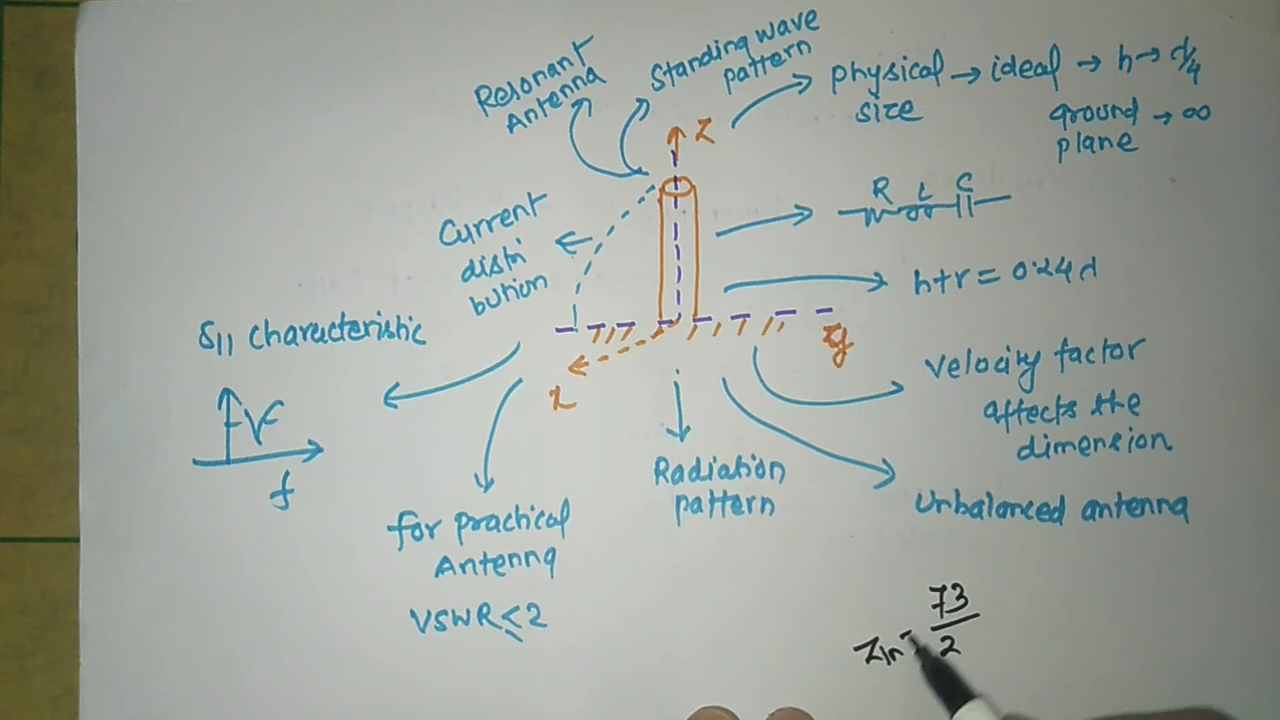 Resonant
Antenna
Standing wave
pattern
physical → ideal → h → λ/4
size
ground → ∞
plane
z
R L C
Current
distri
bution
h+r = 0.24λ
S11 characteristic
y
x
velocity factor
affects the
dimension
f
Radiation
pattern
Unbalanced antenna
for practical
Antenna
VSWR ≤ 2
Zin = 73/2